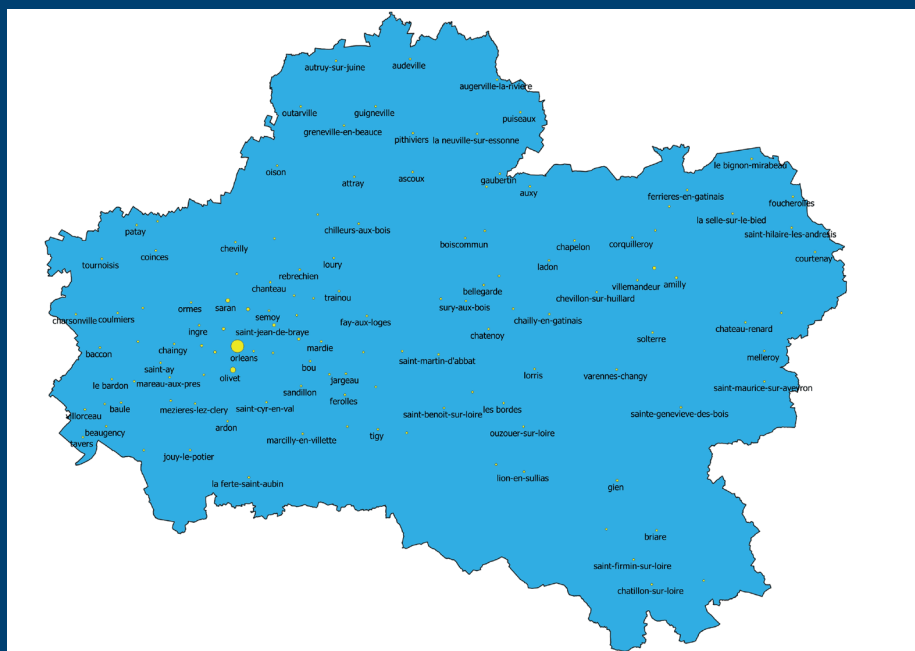 autruy-sur-juine
audeville
augerville-la-riviere
outarville
guigneville
puiseaux
greneville-en-beauce
pithiviers
la neuville-sur-essonne
le bignon-mirabeau
oison
attray
ascoux
gaubertin
auxy
ferrieres-en-gatinais
foucherolles
la selle-sur-le-bied
patay
chilleurs-aux-bois
saint-hilaire-les-andresis
coinces
chevilly
boiscommun
chapelon
corquilleroy
courtenay
tournoisis
loury
ladon
rebrechien
chanteau
bellegarde
villemandeur
amilly
trainou
chevillon-sur-huillard
ormes
saran
sury-aux-bois
charsonville
coulmiers
semoy
fay-aux-loges
chailly-en-gatinais
chateau-renard
ingre
saint-jean-de-braye
chatenoy
solterre
baccon
chaingy
orleans
mardie
saint-martin-d'abbat
melleroy
saint-ay
bou
lorris
varennes-changy
le bardon
mareau-aux-pres
olivet
jargeau
saint-maurice-sur-aveyron
sandillon
ferolles
villorceau
baule
mezieres-lez-clery
saint-cyr-en-val
saint-benoit-sur-loire
les bordes
sainte-genevieve-des-bois
beaugency
ardon
marcilly-en-villette
tigy
ouzouer-sur-loire
tavers
jouy-le-potier
la ferte-saint-aubin
lion-en-sullias
gien
briare
saint-firmin-sur-loire
chatillon-sur-loire